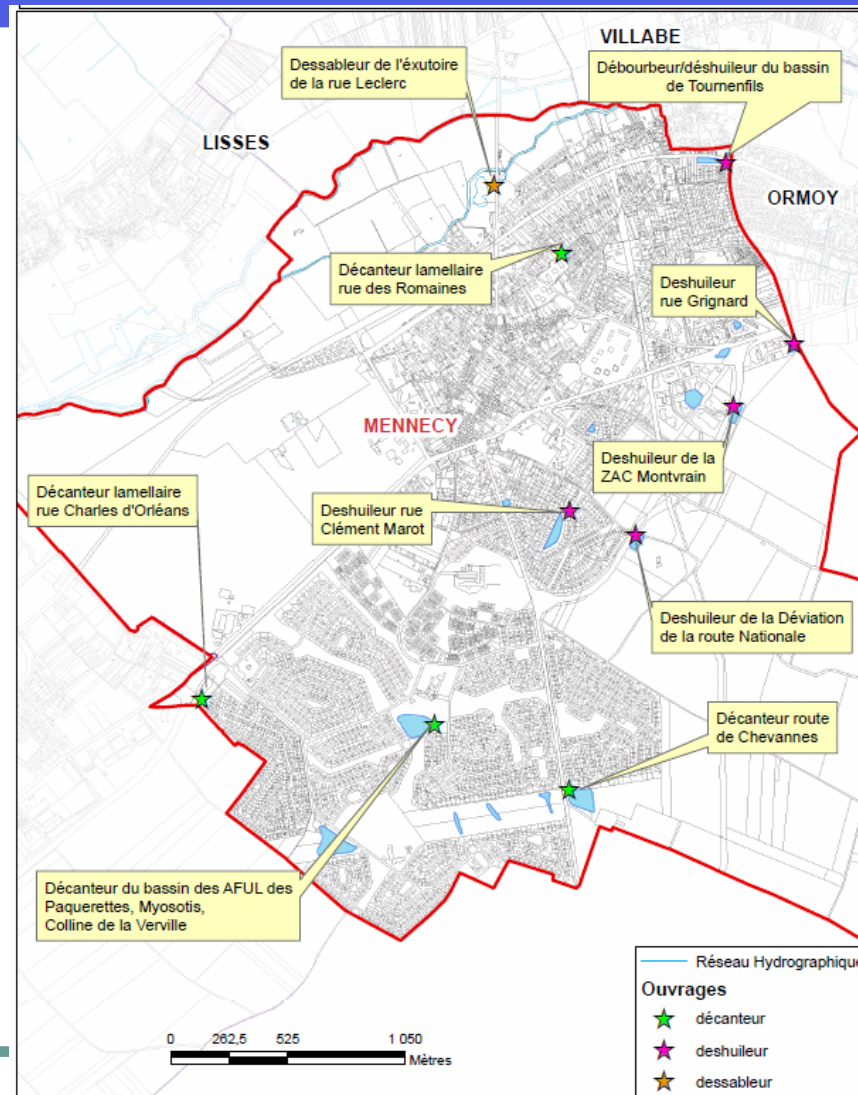 VILLABE
Dessableur de l'éxutoire
de la rue Leclerc
Débourbeur/déshuileur du bassin
de Tournenfils
LISSES
ORMOY
Décanteur lamellaire
rue des Romaines
Deshuileur
rue Grignard
MENNECY
Deshuileur de la
ZAC Montvrain
Décanteur lamellaire
rue Charles d'Orléans
Deshuileur rue
Clément Marot
Deshuileur de la Déviation
de la route Nationale
Décanteur route
de Chevannes
Décanteur du bassin des AFUL des
Paquerettes, Myosotis,
Colline de la Verville
Réseau Hydrographique
Ouvrages
décanteur
deshuileur
dessableur
0 262,5 525 1 050
Mètres